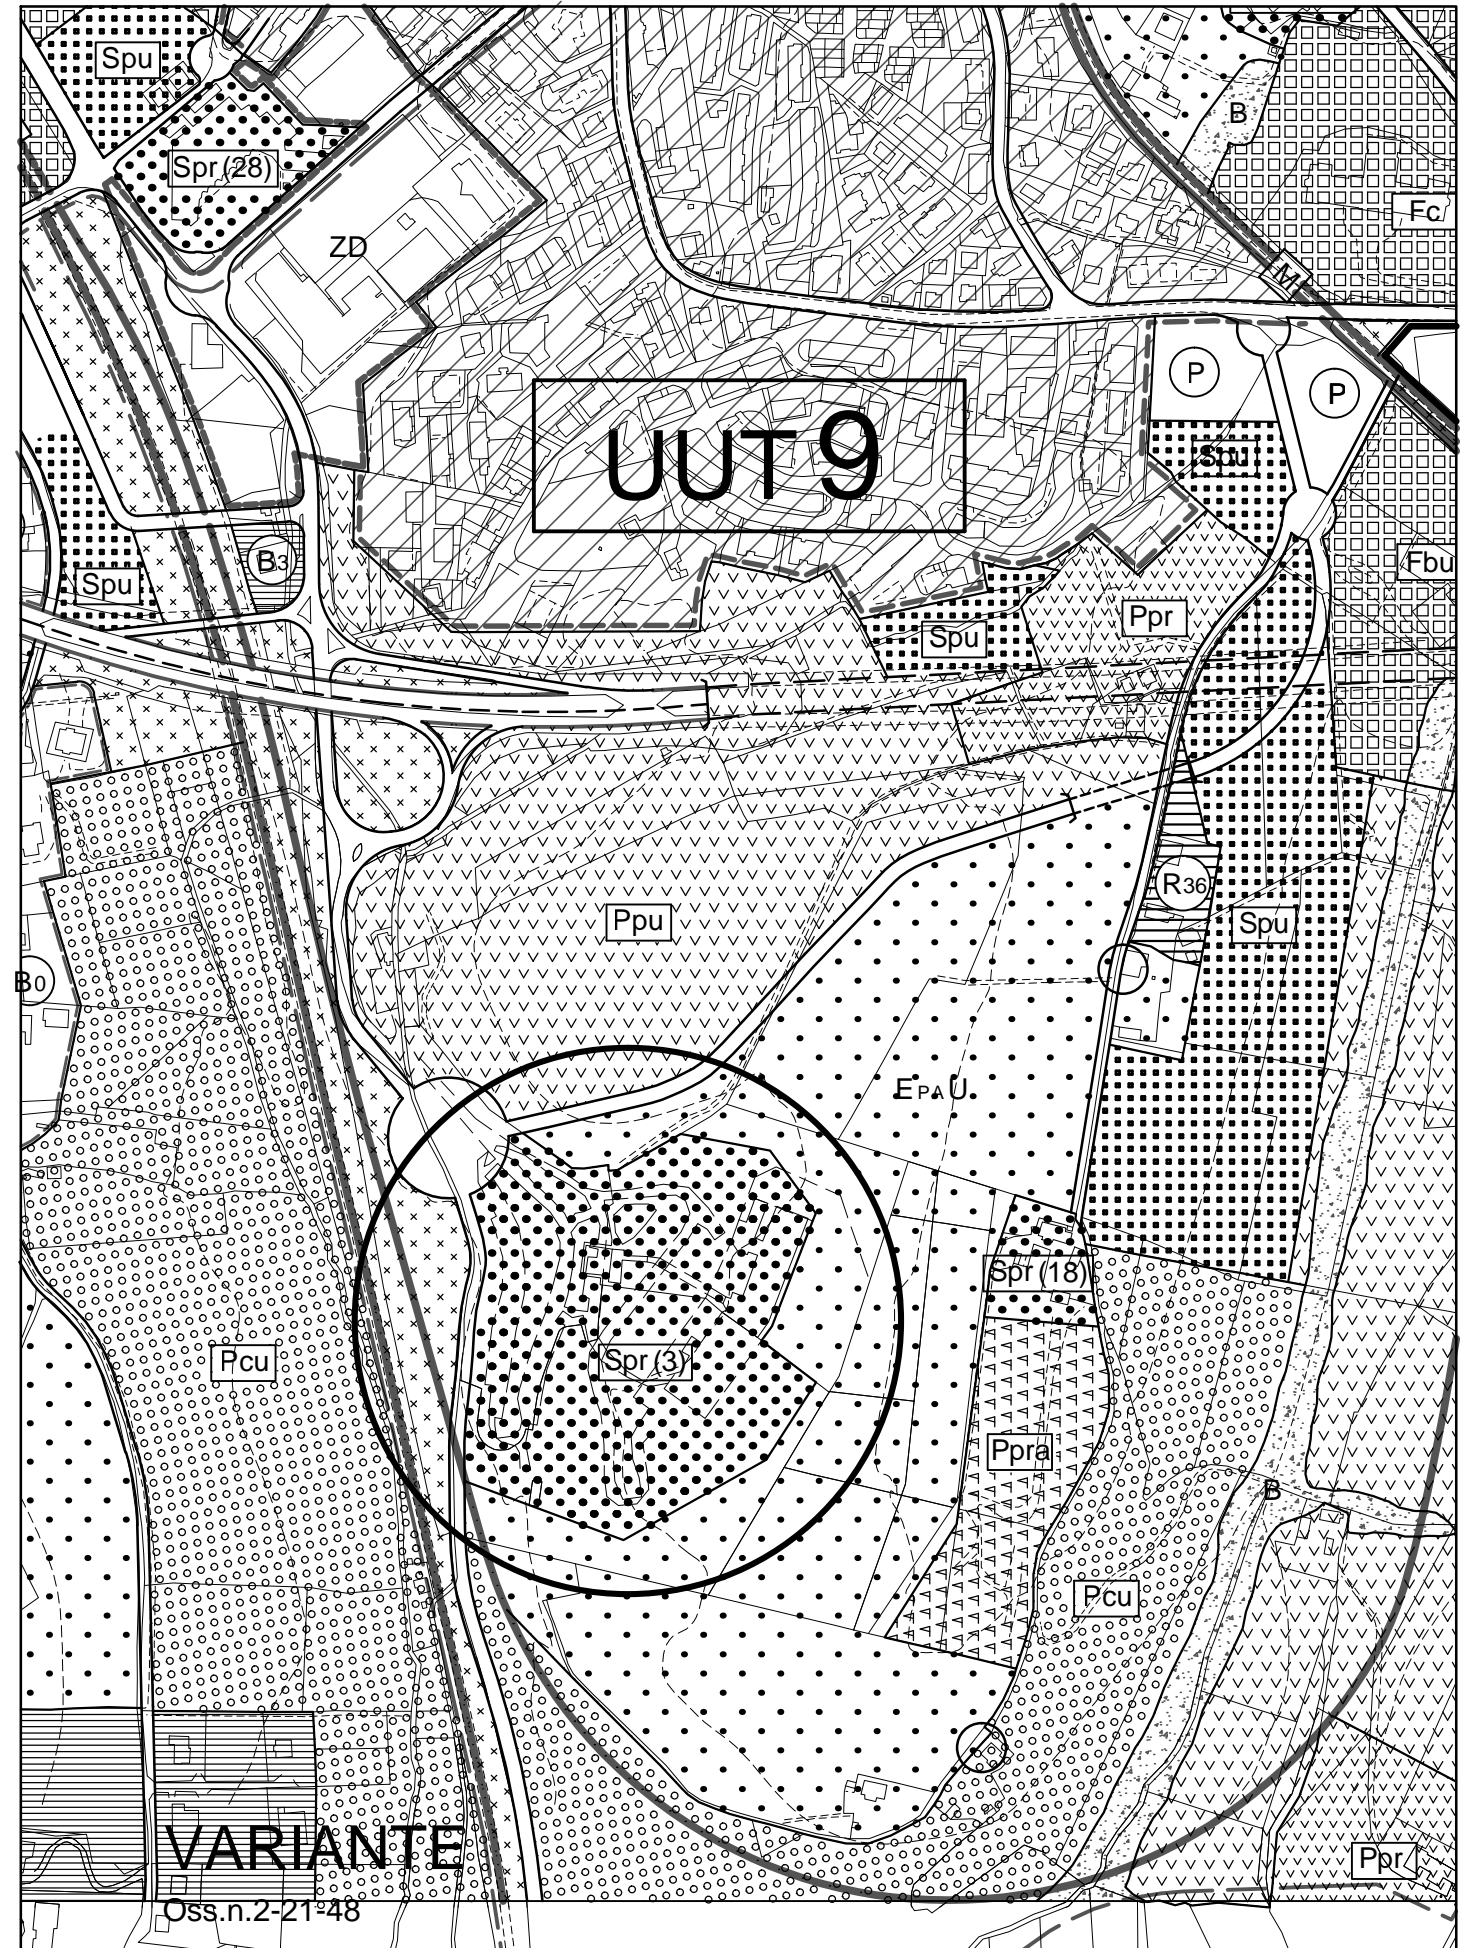 Spu
B
Spr (28)
Fc
ZD
M
P
P
UUT 9
Spu
B3
Fbu
Spu
Ppr
Spu
R36
Ppu
Spu
B0
EPAU
Spr (18)
Spr (3)
Pcu
Ppra
B
Pcu
VARIANTE
Ppr
Oss.n.2-21-48